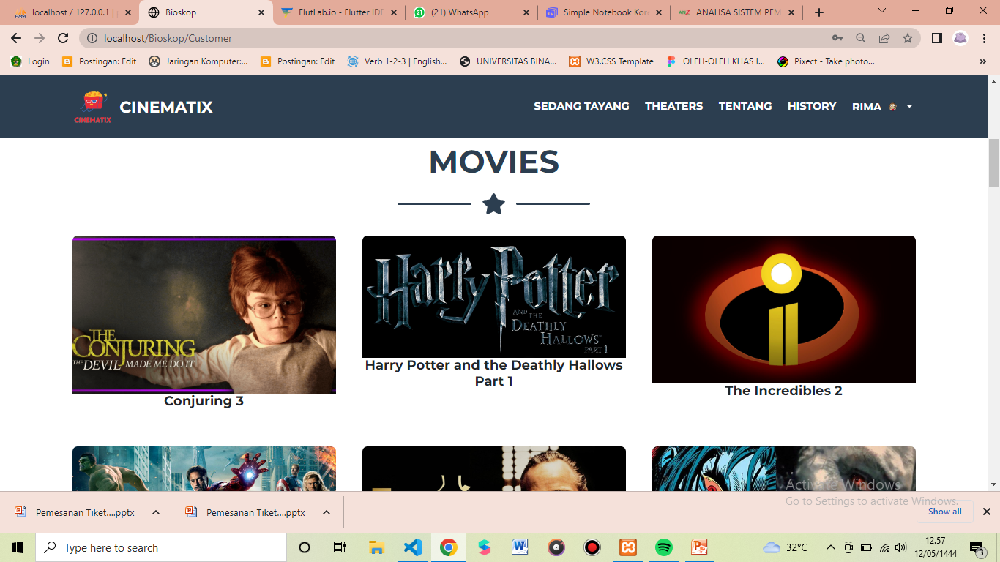 localhost / 127.0.0.1 |
Bioskop
FlutLab.io - Flutter IDE
(21) WhatsApp
Simple Notebook Kor
ANALISA SISTEM PEM
localhost/Bioskop/Customer
Login
Postingan: Edit
Jaringan Komputer:...
Postingan: Edit
Verb 1-2-3 | English...
UNIVERSITAS BINA...
W3.CSS Template
OLEH-OLEH KHAS I...
Pixect - Take photo...
CINEMATIX
CINEMATIX
SEDANG TAYANG
THEATERS
TENTANG
HISTORY
RIMA
MOVIES
THE
CONJURING
THE DEVIL MADE ME DO IT
Conjuring 3
Harry Potter
AND THE
DEATHLY
HALLOWS
PART 1
Harry Potter and the Deathly Hallows
Part 1
The Incredibles 2
Activate Windows
Go to Settings to activate Windows.
Pemesanan Tiket....pptx
Pemesanan Tiket....pptx
Show all
Type here to search
32°C
12.57
12/05/1444
3